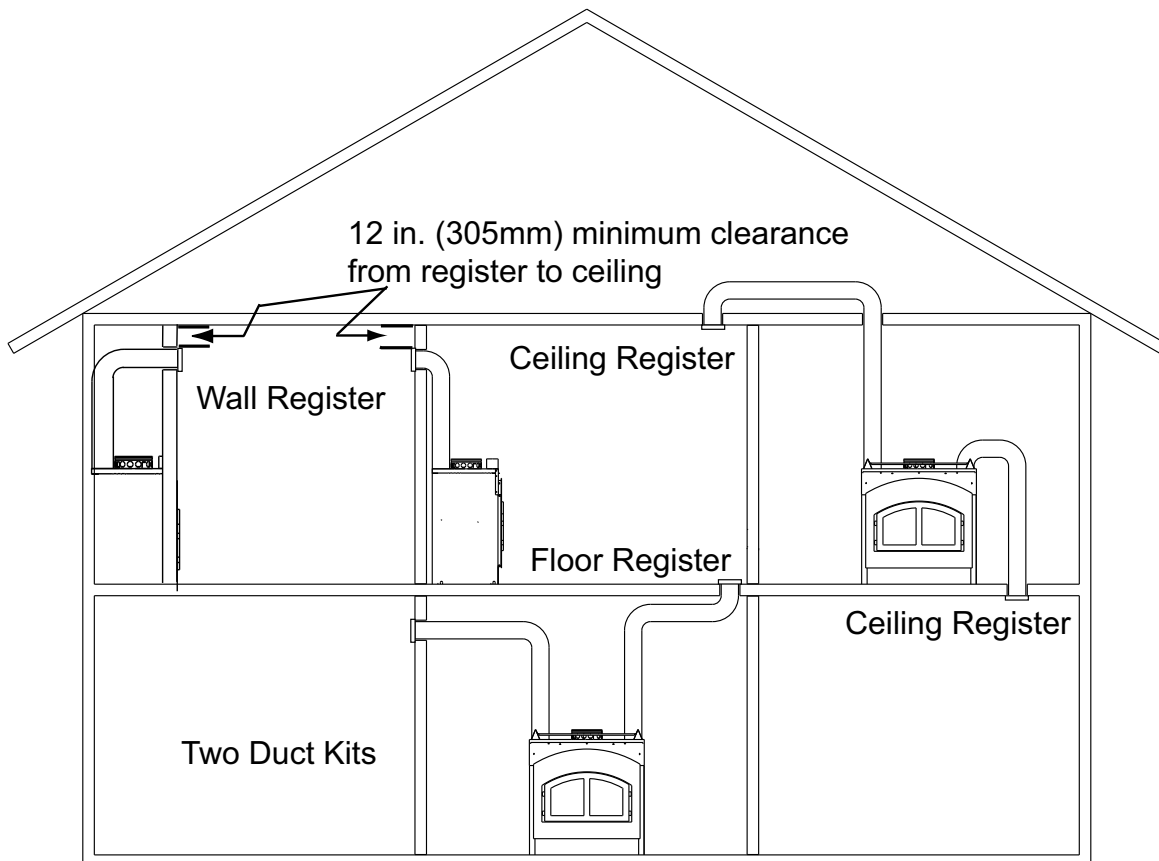 12 in. (305mm) minimum clearance
from register to ceiling
Ceiling Register
Wall Register
Floor Register
Ceiling Register
Two Duct Kits